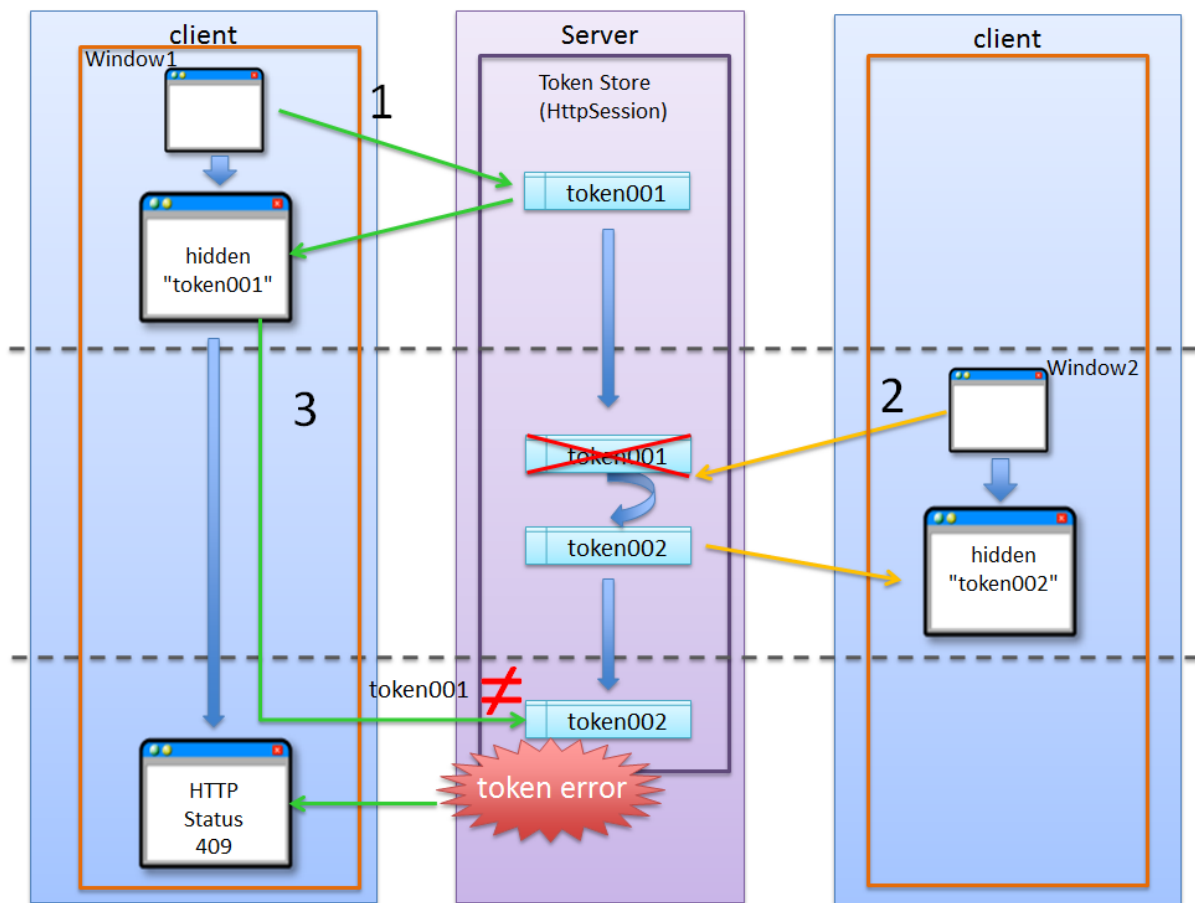 client
Server
client
Window1
Token Store
(HttpSession)
1
token001
hidden
"token001"
Window2
2
3
token001
token002
hidden
"token002"
token001
≠
token002
token error
HTTP
Status
409